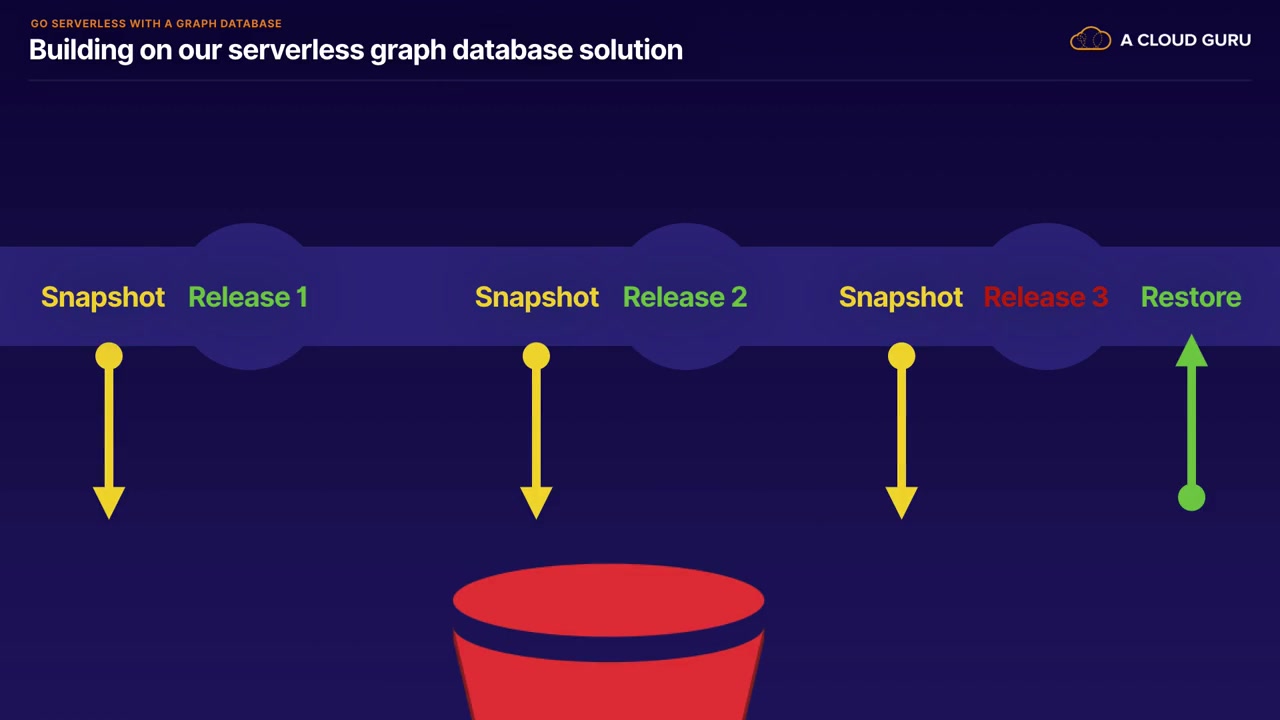 GO SERVERLESS WITH A GRAPH DATABASE
Building on our serverless graph database solution
A CLOUD GURU
Snapshot Release 1 Snapshot Release 2 Snapshot Release 3 Restore